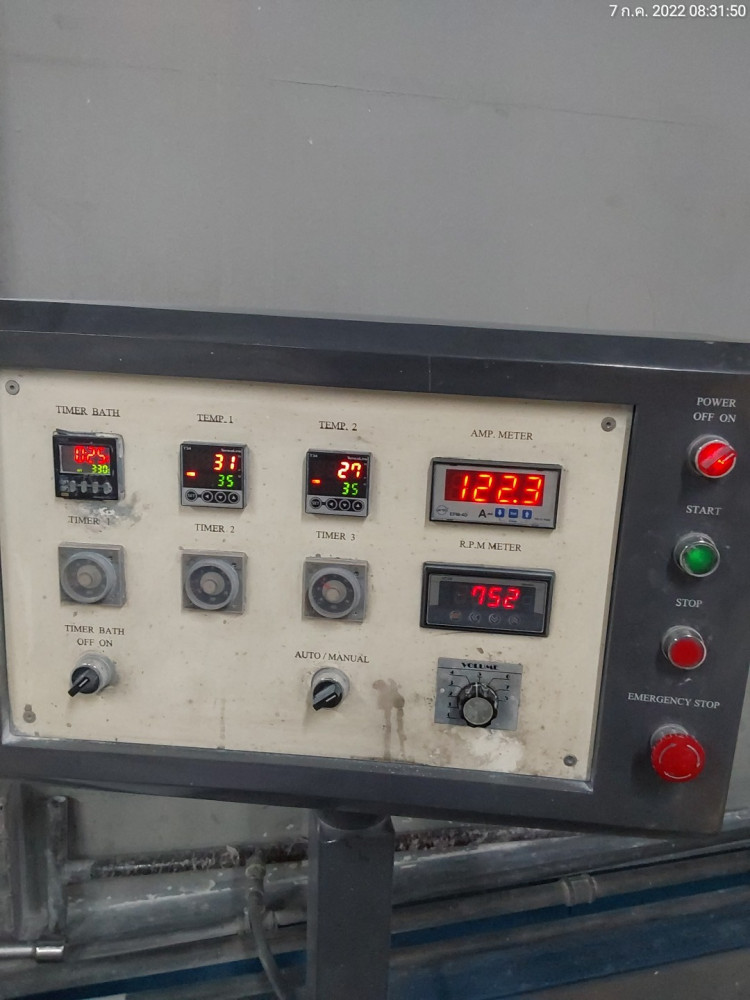 7 ก.ค. 2022 08:31:50
POWER
OFF ON
TIMER BATH
TEMP. 1
TEMP. 2
AMP. METER
31
35
27
35
122.3
A~
330
START
TIMER 1
TIMER 2
TIMER 3
R.P.M METER
752
STOP
TIMER BATH
OFF ON
AUTO / MANUAL
VOLUME
EMERGENCY STOP